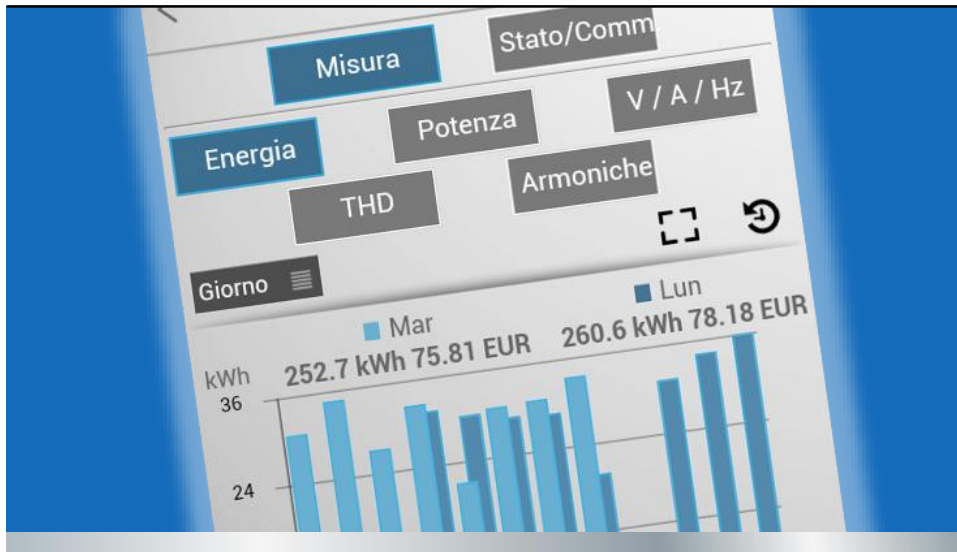 Misura
Stato/Comm.
Energia
Potenza
V / A / Hz
THD
Armoniche
Giorno
Mar
Lun
252.7 kWh 75.81 EUR
260.6 kWh 78.18 EUR
kWh
36
24